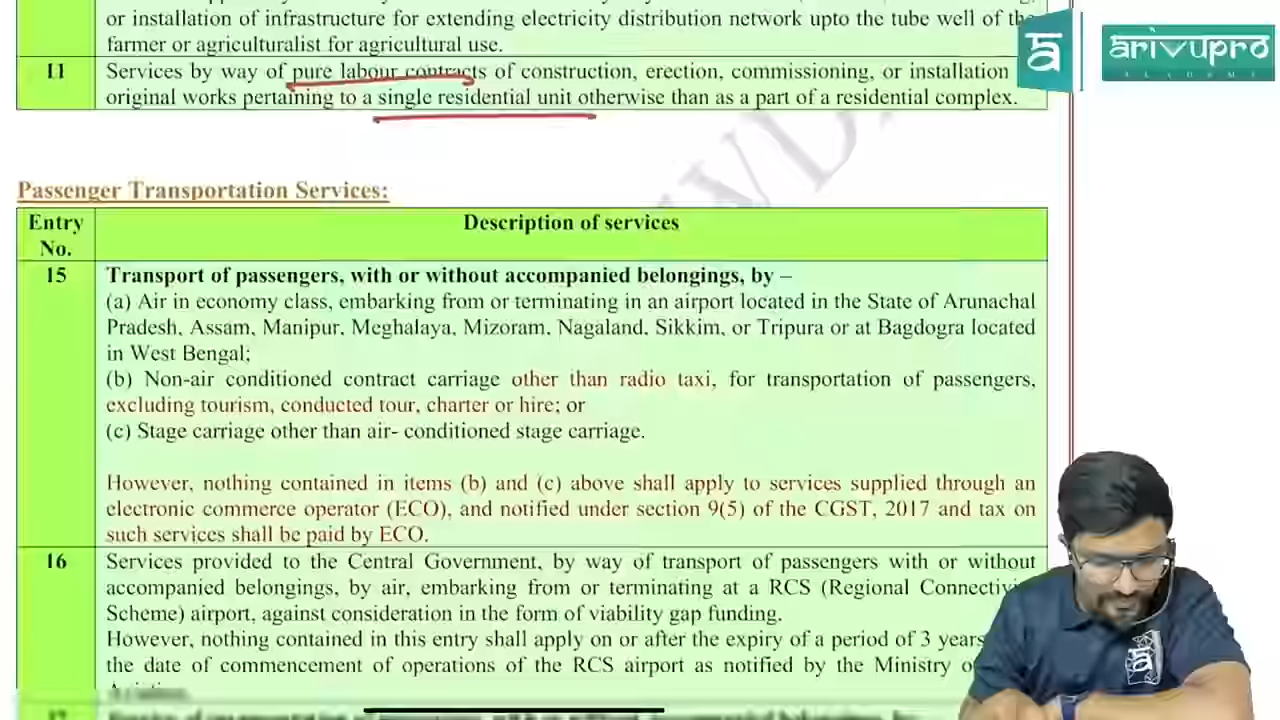 or installation of infrastructure for extending electricity distribution network upto the tube well of the
farmer or agriculturalist for agricultural use.
11
Services by way of pure labour contracts of construction, erection, commissioning, or installation
original works pertaining to a single residential unit otherwise than as a part of a residential complex.
arivupro
ACADEMY
Passenger Transportation Services:
Entry No.
Description of services
15
Transport of passengers, with or without accompanied belongings, by –
(a) Air in economy class, embarking from or terminating in an airport located in the State of Arunachal
Pradesh, Assam, Manipur, Meghalaya, Mizoram, Nagaland, Sikkim, or Tripura or at Bagdogra located
in West Bengal;
(b) Non-air conditioned contract carriage other than radio taxi, for transportation of passengers,
excluding tourism, conducted tour, charter or hire; or
(c) Stage carriage other than air- conditioned stage carriage.
However, nothing contained in items (b) and (c) above shall apply to services supplied through an
electronic commerce operator (ECO), and notified under section 9(5) of the CGST, 2017 and tax on
such services shall be paid by ECO.
16
Services provided to the Central Government, by way of transport of passengers with or without
accompanied belongings, by air, embarking from or terminating at a RCS (Regional Connectivi
Scheme) airport, against consideration in the form of viability gap funding.
However, nothing contained in this entry shall apply on or after the expiry of a period of 3 years
the date of commencement of operations of the RCS airport as notified by the Ministry o